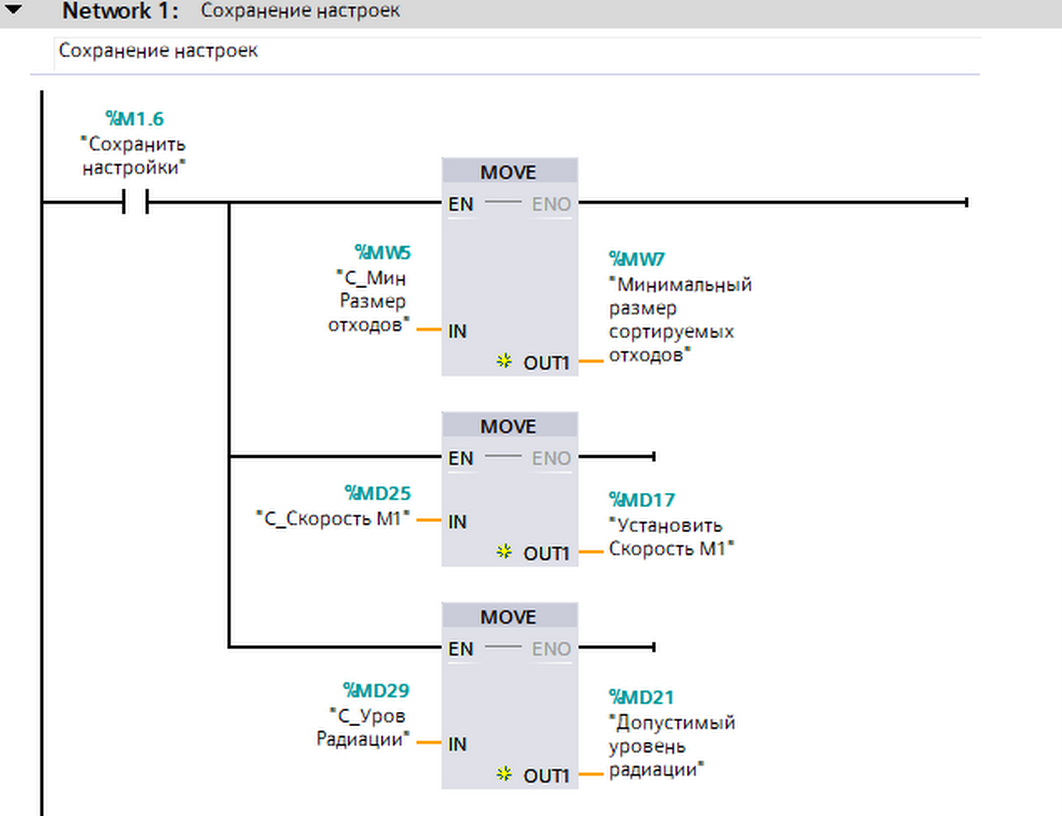 Network 1: Сохранение настроек
Сохранение настроек
%M1.6
"Сохранить
настройки"
MOVE
EN ENO
%MW5
"С_Мин
Размер
отходов"
IN
%MW7
"Минимальный
размер
сортируемых
отходов"
OUT1
MOVE
EN ENO
%MD25
"С_Скорость М1"
IN
%MD17
"Установить
Скорость М1"
OUT1
MOVE
EN ENO
%MD29
"С_Уров
Радиации"
IN
%MD21
"Допустимый
уровень
радиации"
OUT1